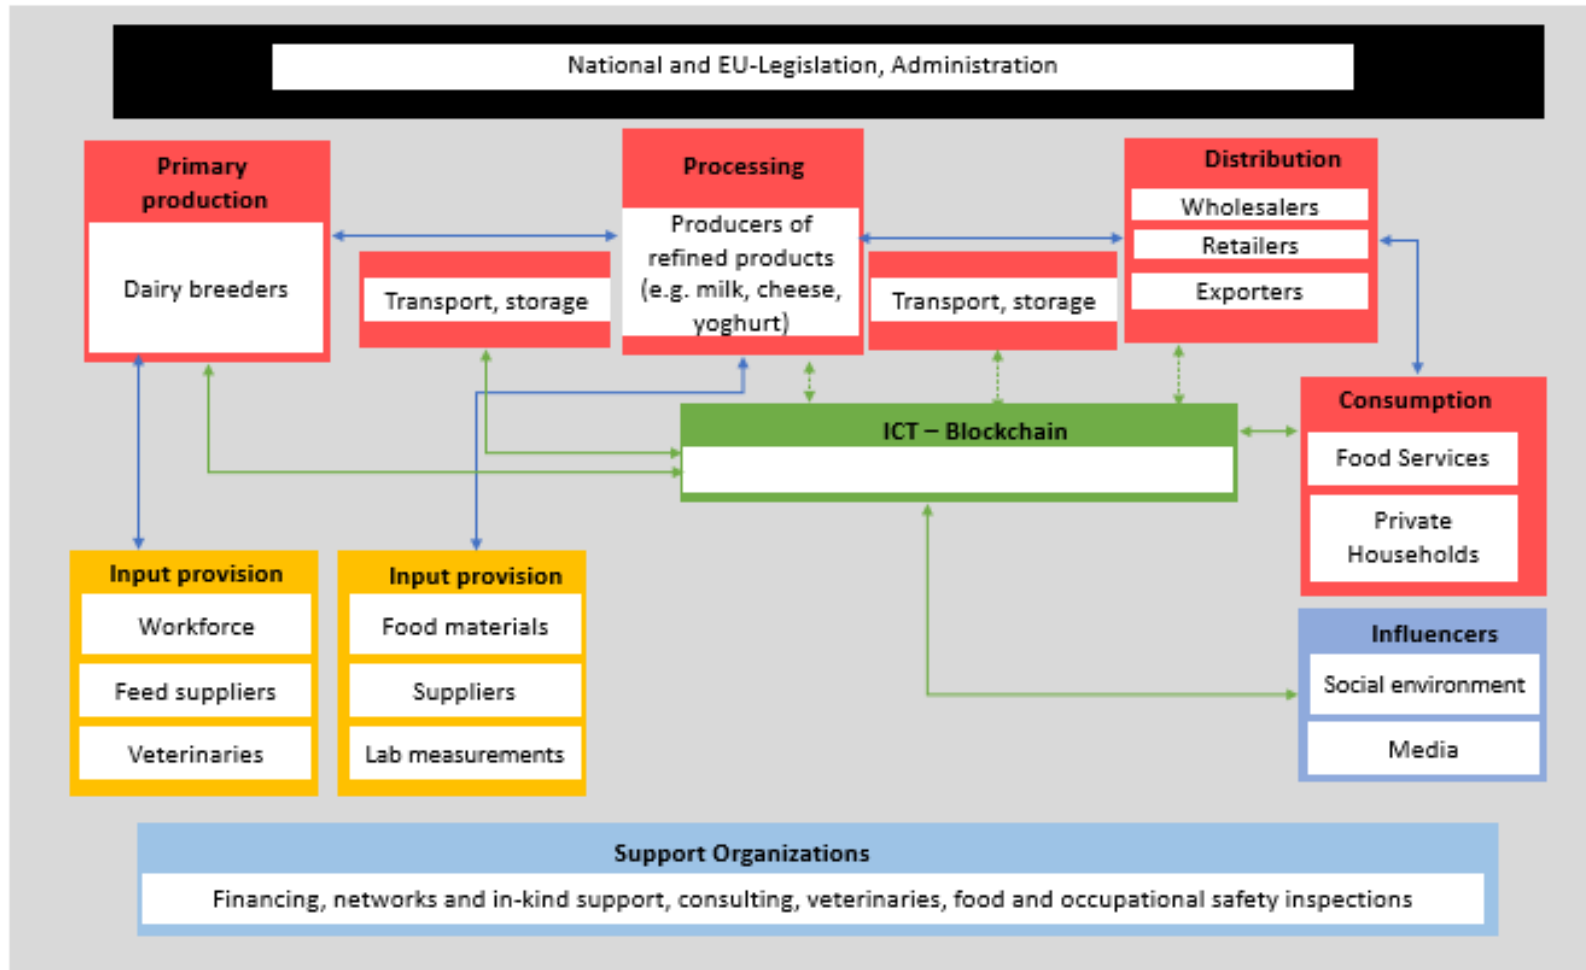 National and EU-Legislation, Administration
Primary
production
Dairy breeders
Transport, storage
Processing
Producers of
refined products
(e.g. milk, cheese,
yoghurt)
Transport, storage
Distribution
Wholesalers
Retailers
Exporters
ICT – Blockchain
Consumption
Food Services
Private
Households
Input provision
Workforce
Feed suppliers
Veterinaries
Input provision
Food materials
Suppliers
Lab measurements
Influencers
Social environment
Media
Support Organizations
Financing, networks and in-kind support, consulting, veterinaries, food and occupational safety inspections